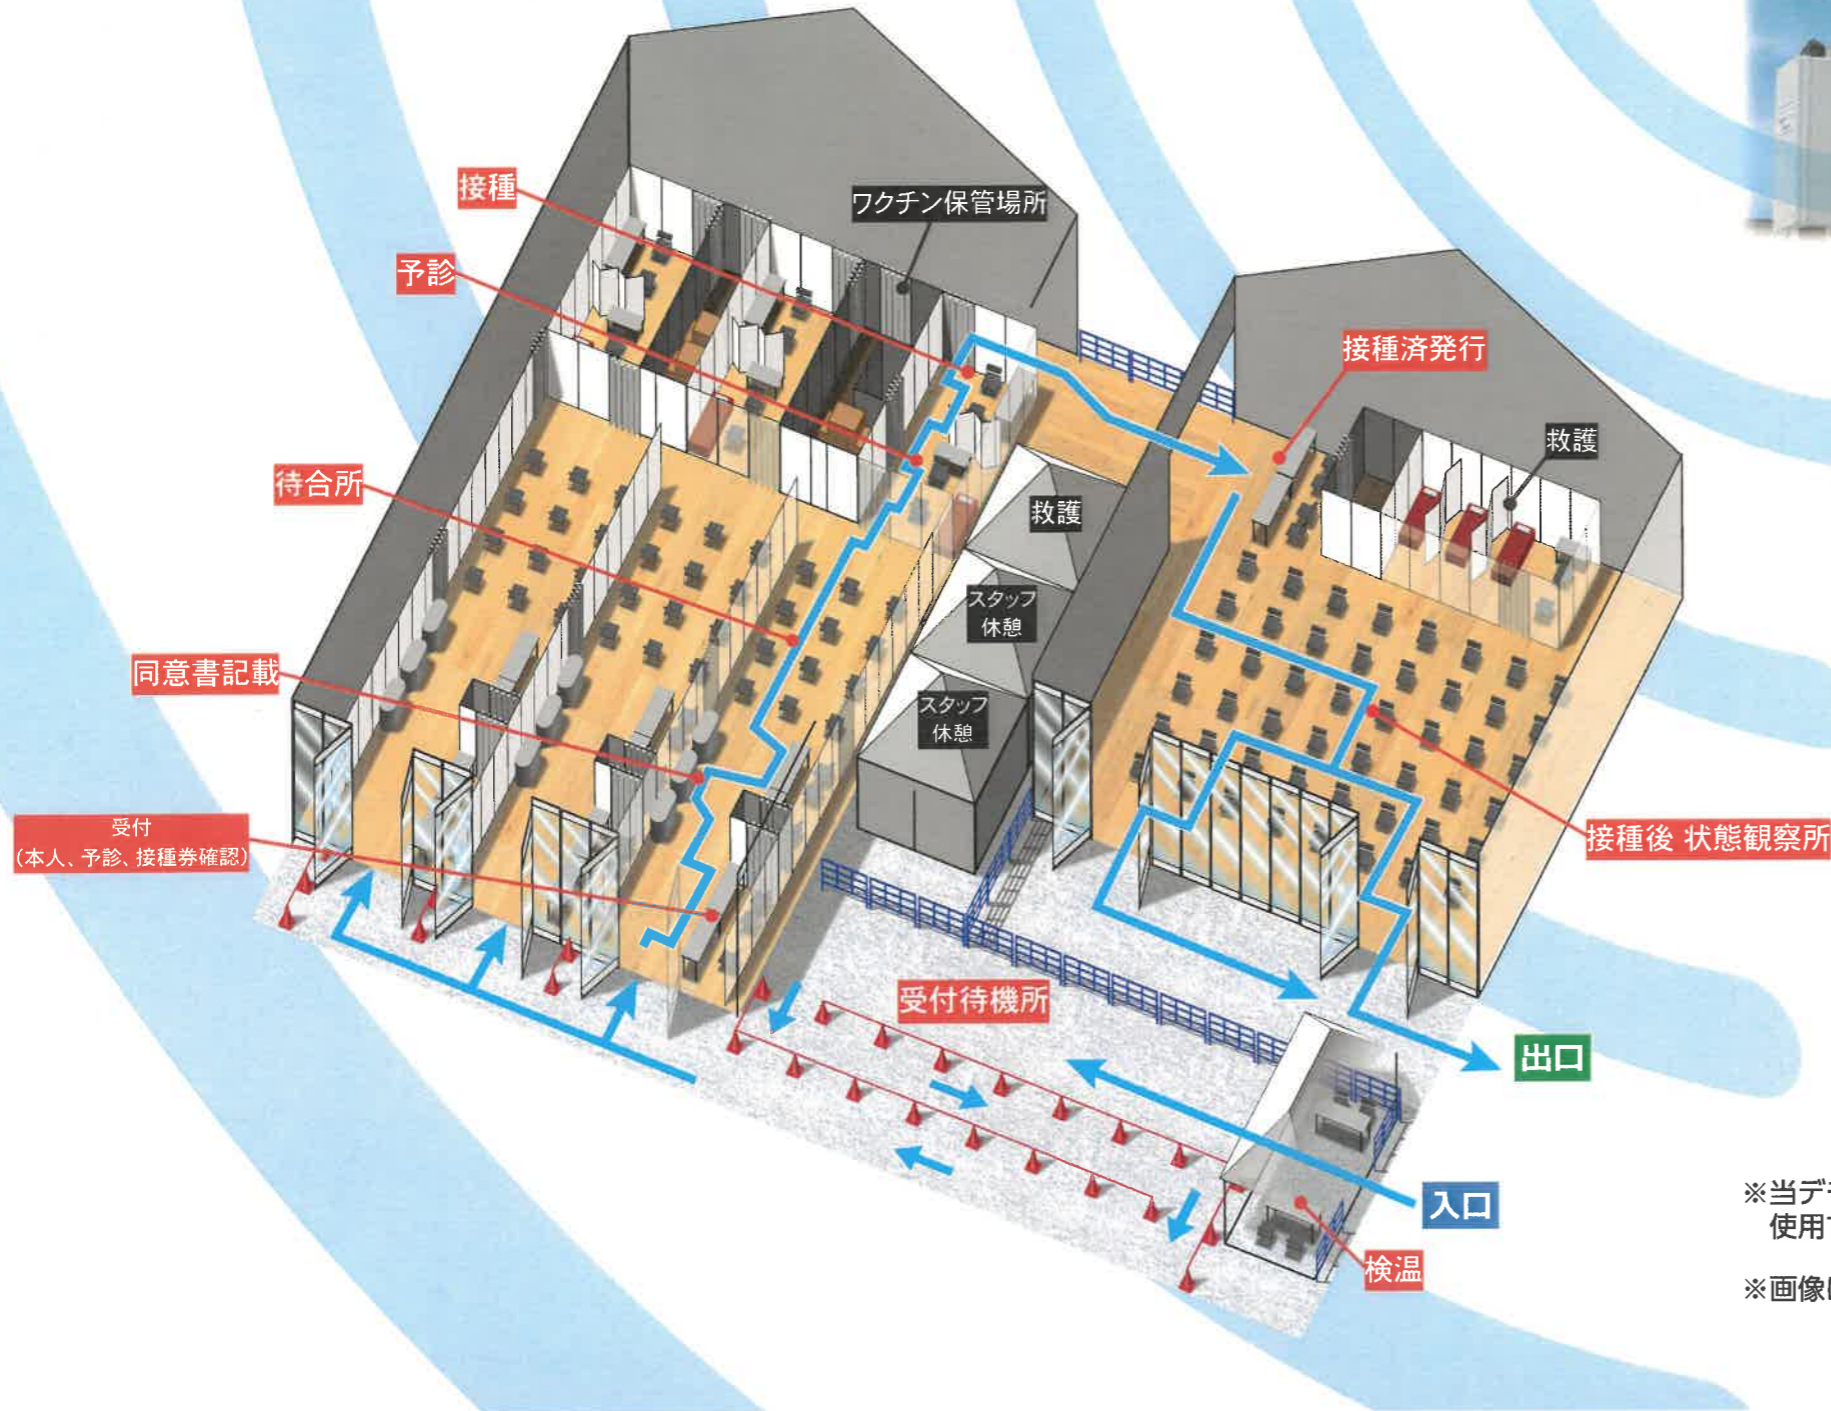 接種
ワクチン保管場所
予診
接種済発行
救護
待合所
救護
スタッフ
休憩
同意書記載
スタッフ
休憩
受付
(本人、予診、接種券確認)
接種後 状態観察所
受付待機所
出口
入口
検温
※当デ
使用
※画像